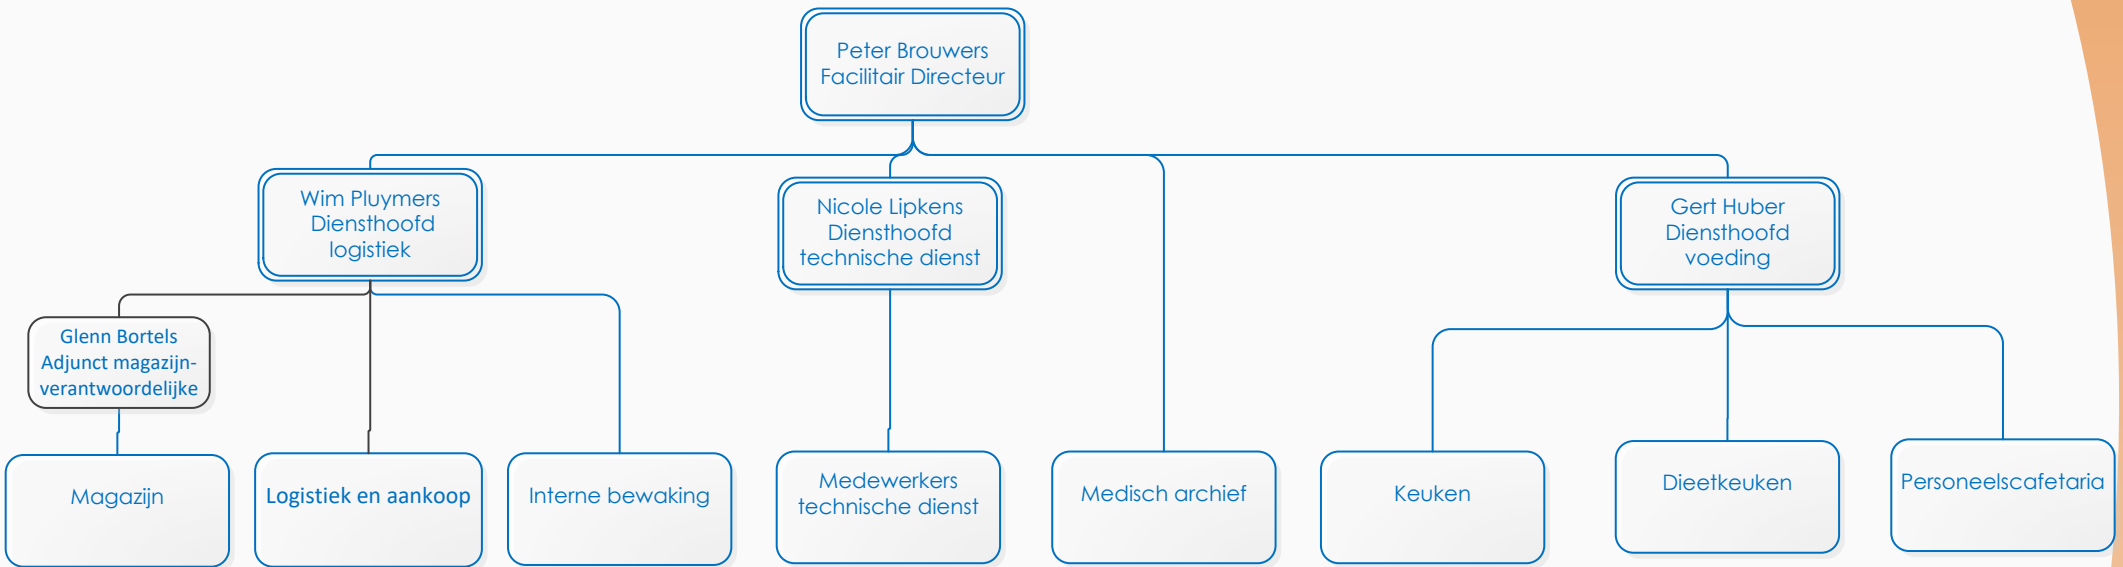 Peter Brouwers
Facilitair Directeur
Wim Pluymers
Diensthoofd
logistiek
Nicole Lipkens
Diensthoofd
technische dienst
Gert Huber
Diensthoofd
voeding
Glenn Bortels
Adjunct magazijn-
verantwoordelijke
Magazijn
Logistiek en aankoop
Interne bewaking
Medewerkers
technische dienst
Medisch archief
Keuken
Dieetkeuken
Personeelscafetaria